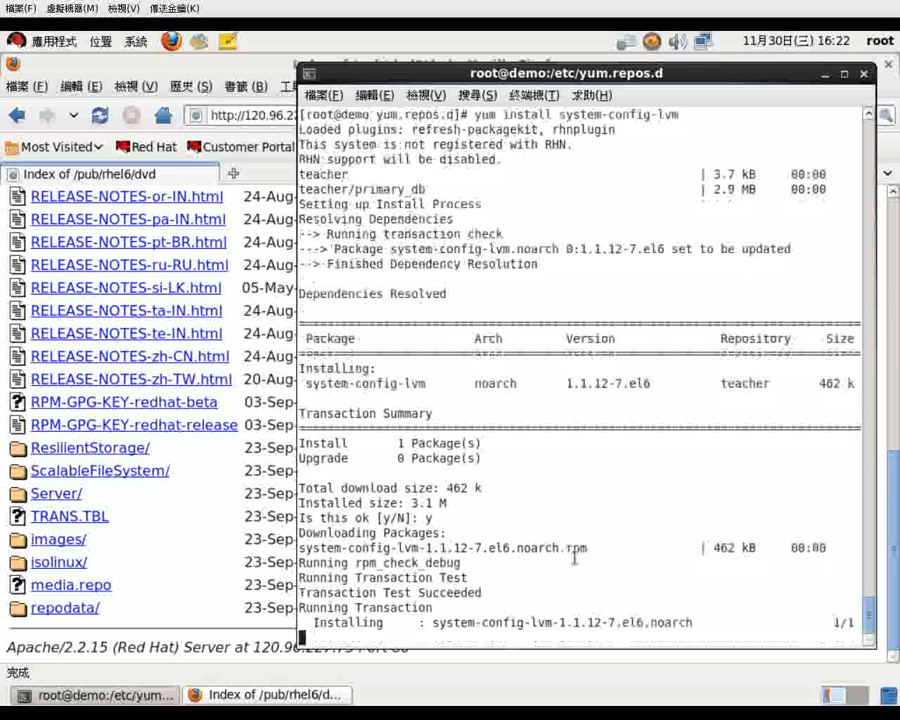 檔案(F) 虛擬機器(M) 檢視(V) 傳送金鑰(K)
應用程式 位置 系統 11月30日(三) 16:22 root
檔案 (F) 編輯 (E) 檢視 (V) 歷史 (S) 書籤 (B)
http://120.96.22
Most Visited Red Hat Customer Portal
Index of /pub/rhel6/dvd
RELEASE-NOTES-or-IN.html 24-Aug-
RELEASE-NOTES-pa-IN.html 24-Aug-
RELEASE-NOTES-pt-BR.html 24-Aug-
RELEASE-NOTES-ru-RU.html 24-Aug-
RELEASE-NOTES-si-LK.html 05-May-
RELEASE-NOTES-ta-IN.html 24-Aug-
RELEASE-NOTES-te-IN.html 24-Aug-
RELEASE-NOTES-zh-CN.html 24-Aug-
RELEASE-NOTES-zh-TW.html 20-Aug-
RPM-GPG-KEY-redhat-beta 03-Sep-
RPM-GPG-KEY-redhat-release 03-Sep-
ResilientStorage/ 23-Sep-
ScalableFileSystem/ 23-Sep-
Server/ 23-Sep-
TRANS.TBL 23-Sep-
images/ 23-Sep-
isolinux/ 23-Sep-
media.repo 23-Sep-
repodata/ 23-Sep-
Apache/2.2.15 (Red Hat) Server at
完成
root@demo:/etc/yum.repos.d
檔案(F) 編輯(E) 檢視(V) 搜尋(S) 終端機(T) 求助(H)
[root@demo yum.repos.d]# yum install system-config-lvm
Loaded plugins: refresh-packagekit, rhnplugin
This system is not registered with RHN.
RHN support will be disabled.
teacher | 3.7 kB 00:00
teacher/primary_db | 2.9 MB 00:00
Setting up Install Process
Resolving Dependencies
--> Running transaction check
---> Package system-config-lvm.noarch 0:1.1.12-7.el6 set to be updated
--> Finished Dependency Resolution
Dependencies Resolved
Package Arch Version Repository Size
Installing:
system-config-lvm noarch 1.1.12-7.el6 teacher 462 k
Transaction Summary
Install 1 Package(s)
Upgrade 0 Package(s)
Total download size: 462 k
Installed size: 3.1 M
Is this ok [y/N]: y
Downloading Packages:
system-config-lvm-1.1.12-7.el6.noarch.rpm | 462 kB 00:00
Running rpm_check_debug
Running Transaction Test
Transaction Test Succeeded
Running Transaction
Installing : system-config-lvm-1.1.12-7.el6.noarch 1/1
root@demo:/etc/yum... Index of /pub/rhel6/d...